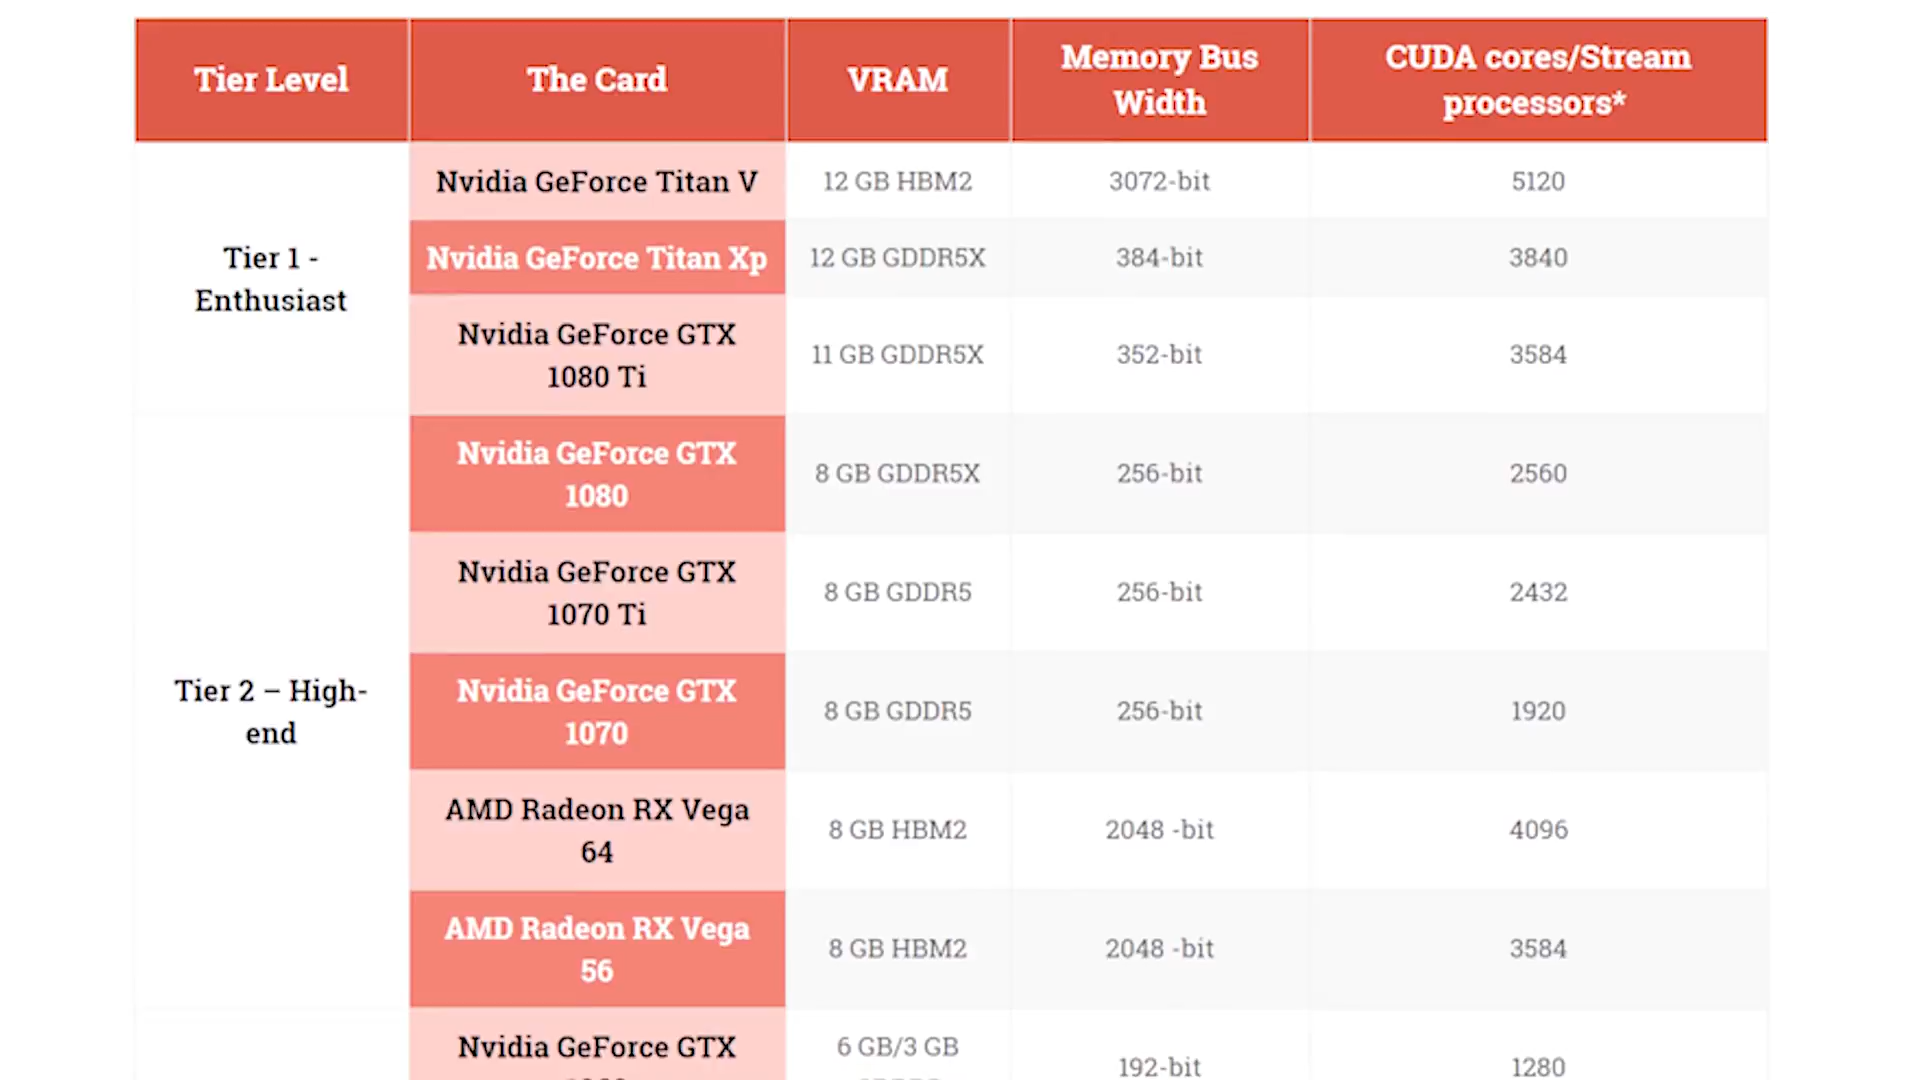 Tier Level
The Card
VRAM
Memory Bus
Width
CUDA cores/Stream
processors*
Tier 1 -
Enthusiast
Nvidia GeForce Titan V
12 GB HBM2
3072-bit
5120
Nvidia GeForce Titan Xp
12 GB GDDR5X
384-bit
3840
Nvidia GeForce GTX
1080 Ti
11 GB GDDR5X
352-bit
3584
Tier 2 – High-
end
Nvidia GeForce GTX
1080
8 GB GDDR5X
256-bit
2560
Nvidia GeForce GTX
1070 Ti
8 GB GDDR5
256-bit
2432
Nvidia GeForce GTX
1070
8 GB GDDR5
256-bit
1920
AMD Radeon RX Vega
64
8 GB HBM2
2048 -bit
4096
AMD Radeon RX Vega
56
8 GB HBM2
2048 -bit
3584
Nvidia GeForce GTX
6 GB/3 GB
192-bit
1280